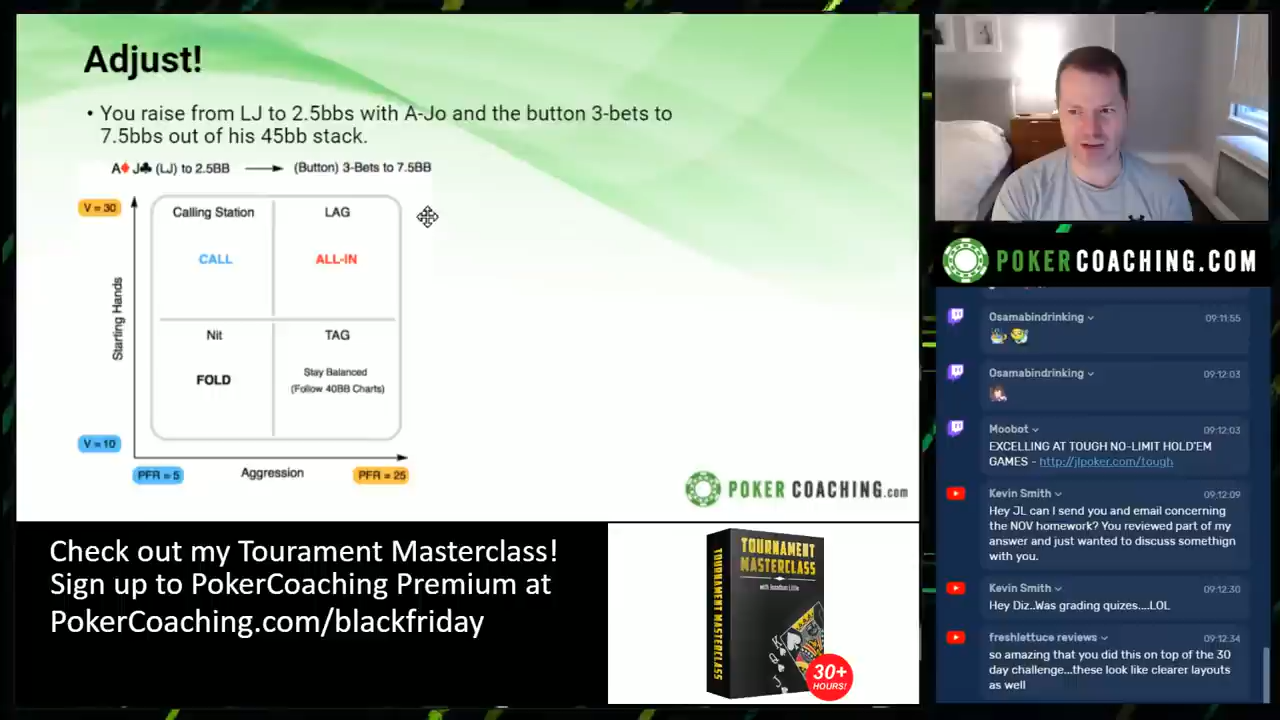 Adjust!
• You raise from LJ to 2.5bbs with A-Jo and the button 3-bets to
7.5bbs out of his 45bb stack.
A♦ J♣ (LJ) to 2.5BB ⟶ (Button) 3-Bets to 7.5BB
V = 30
Calling Station
LAG
CALL
ALL-IN
Starting Hands
Nit
TAG
FOLD
Stay Balanced
(Follow 40BB Charts)
V = 10
PFR = 5
Aggression
PFR = 25
POKER COACHING.com
Check out my Tourament Masterclass!
Sign up to PokerCoaching Premium at
PokerCoaching.com/blackfriday
TOURNAMENT MASTERCLASS
TOURNAMENT
MASTERCLASS
with Jonathan Little
K
Q
J
30+
HOURS!
POKERCOACHING.COM
Osamabindrinking
09:11:55
Osamabindrinking
09:12:03
Moobot
09:12:03
EXCELLING AT TOUGH NO-LIMIT HOLD'EM
GAMES - http://jlpoker.com/tough
Kevin Smith
09:12:09
Hey JL can I send you and email concerning
the NOV homework? You reviewed part of my
answer and just wanted to discuss somethign
with you.
Kevin Smith
09:12:30
Hey Diz..Was grading quizes....LOL
freshlettuce reviews
09:12:34
so amazing that you did this on top of the 30
day challenge...these look like clearer layouts
as well